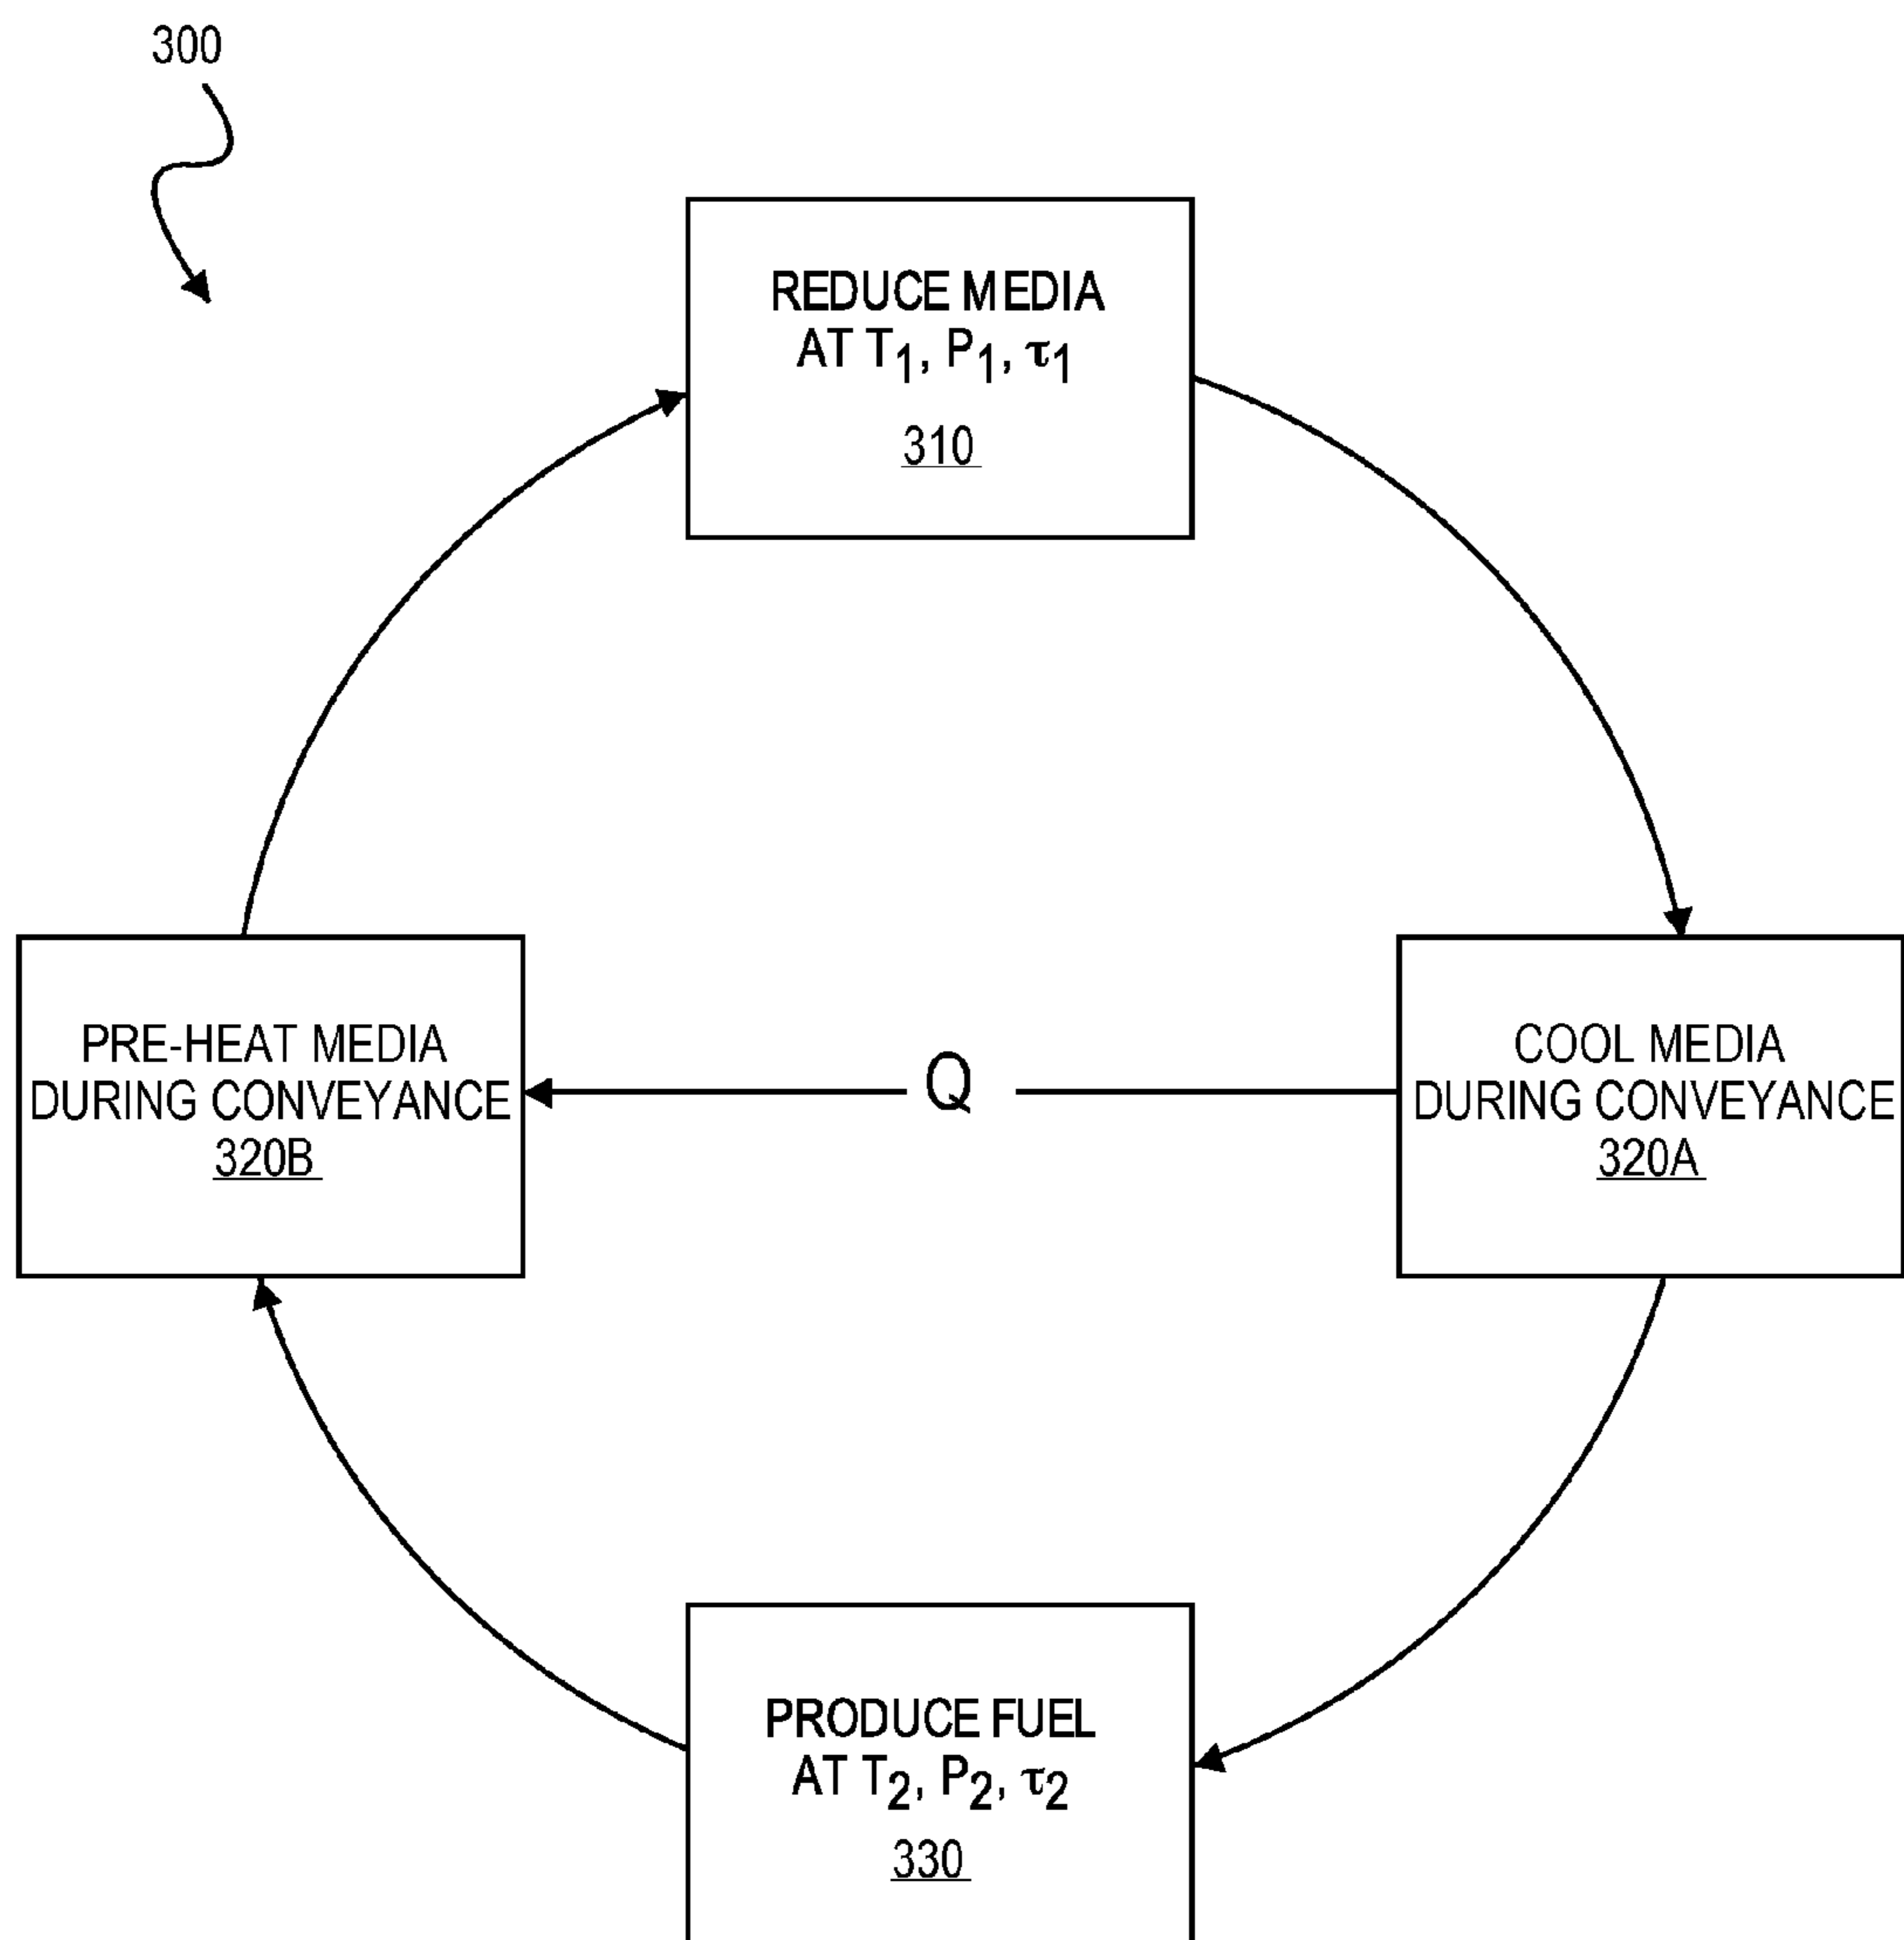 300
REDUCE MEDIA
AT T₁, P₁, τ₁
310
PRE-HEAT MEDIA
DURING CONVEYANCE
320B
Q
COOL MEDIA
DURING CONVEYANCE
320A
PRODUCE FUEL
AT T₂, P₂, τ₂
330